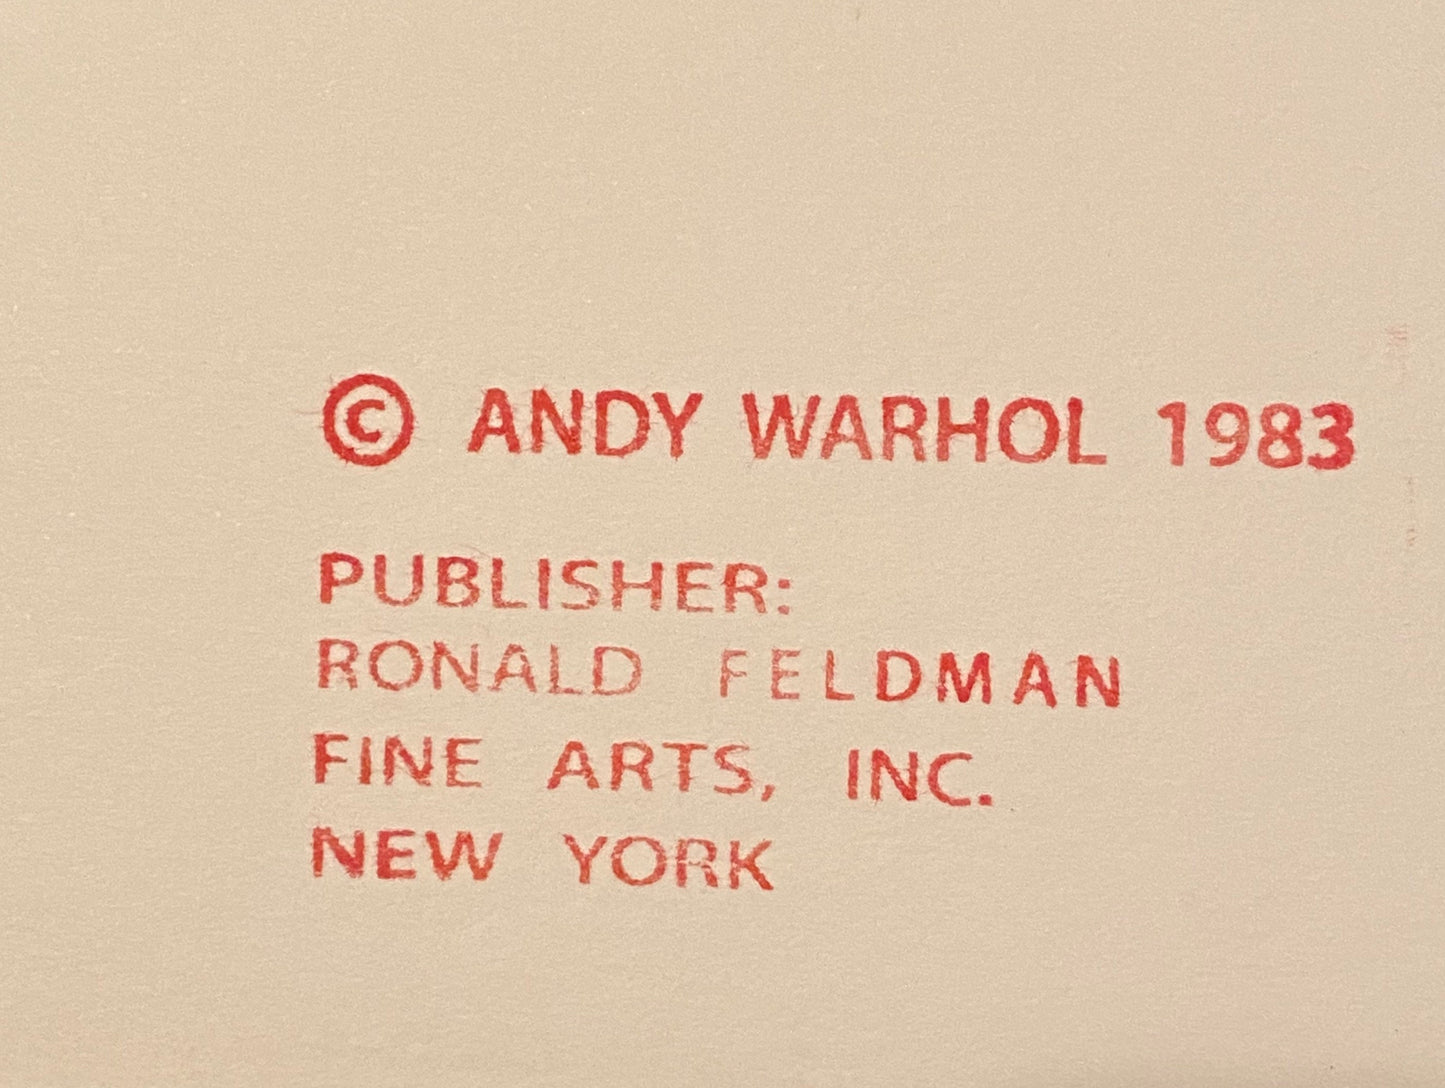 © ANDY WARHOL 1983
PUBLISHER:
RONALD FELDMAN
FINE ARTS, INC.
NEW YORK